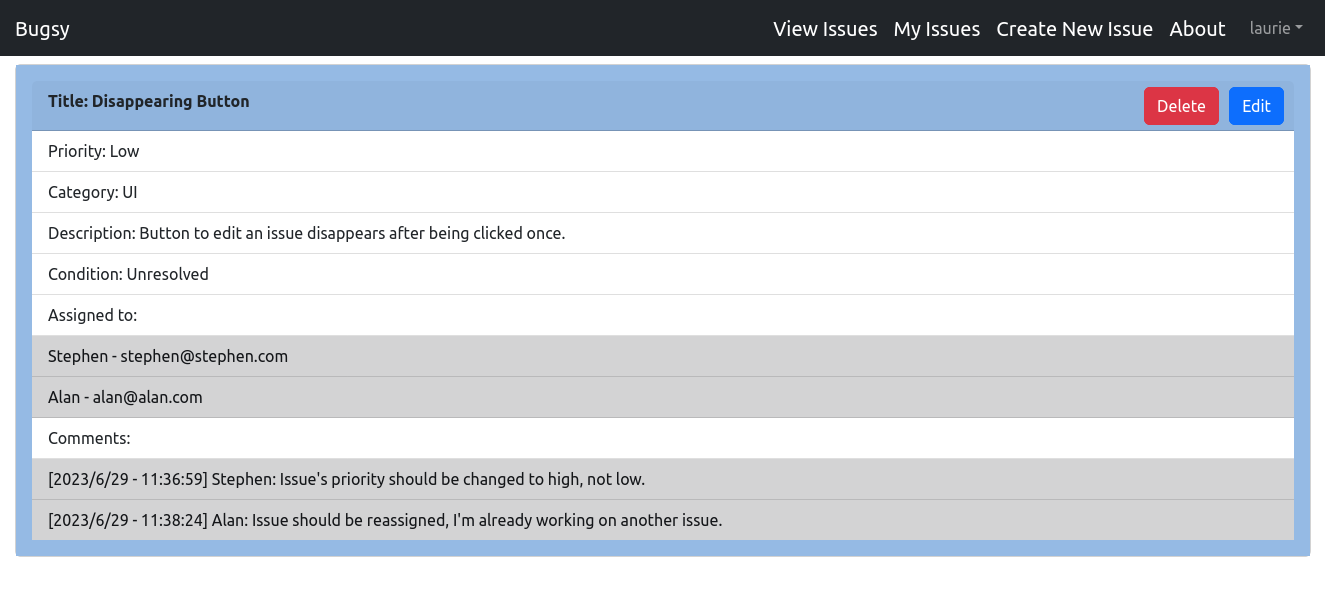 Bugsy View Issues My Issues Create New Issue About laurie
Title: Disappearing Button Delete Edit
Priority: Low
Category: UI
Description: Button to edit an issue disappears after being clicked once.
Condition: Unresolved
Assigned to:
Stephen - stephen@stephen.com
Alan - alan@alan.com
Comments:
[2023/6/29 - 11:36:59] Stephen: Issue's priority should be changed to high, not low.
[2023/6/29 - 11:38:24] Alan: Issue should be reassigned, I'm already working on another issue.